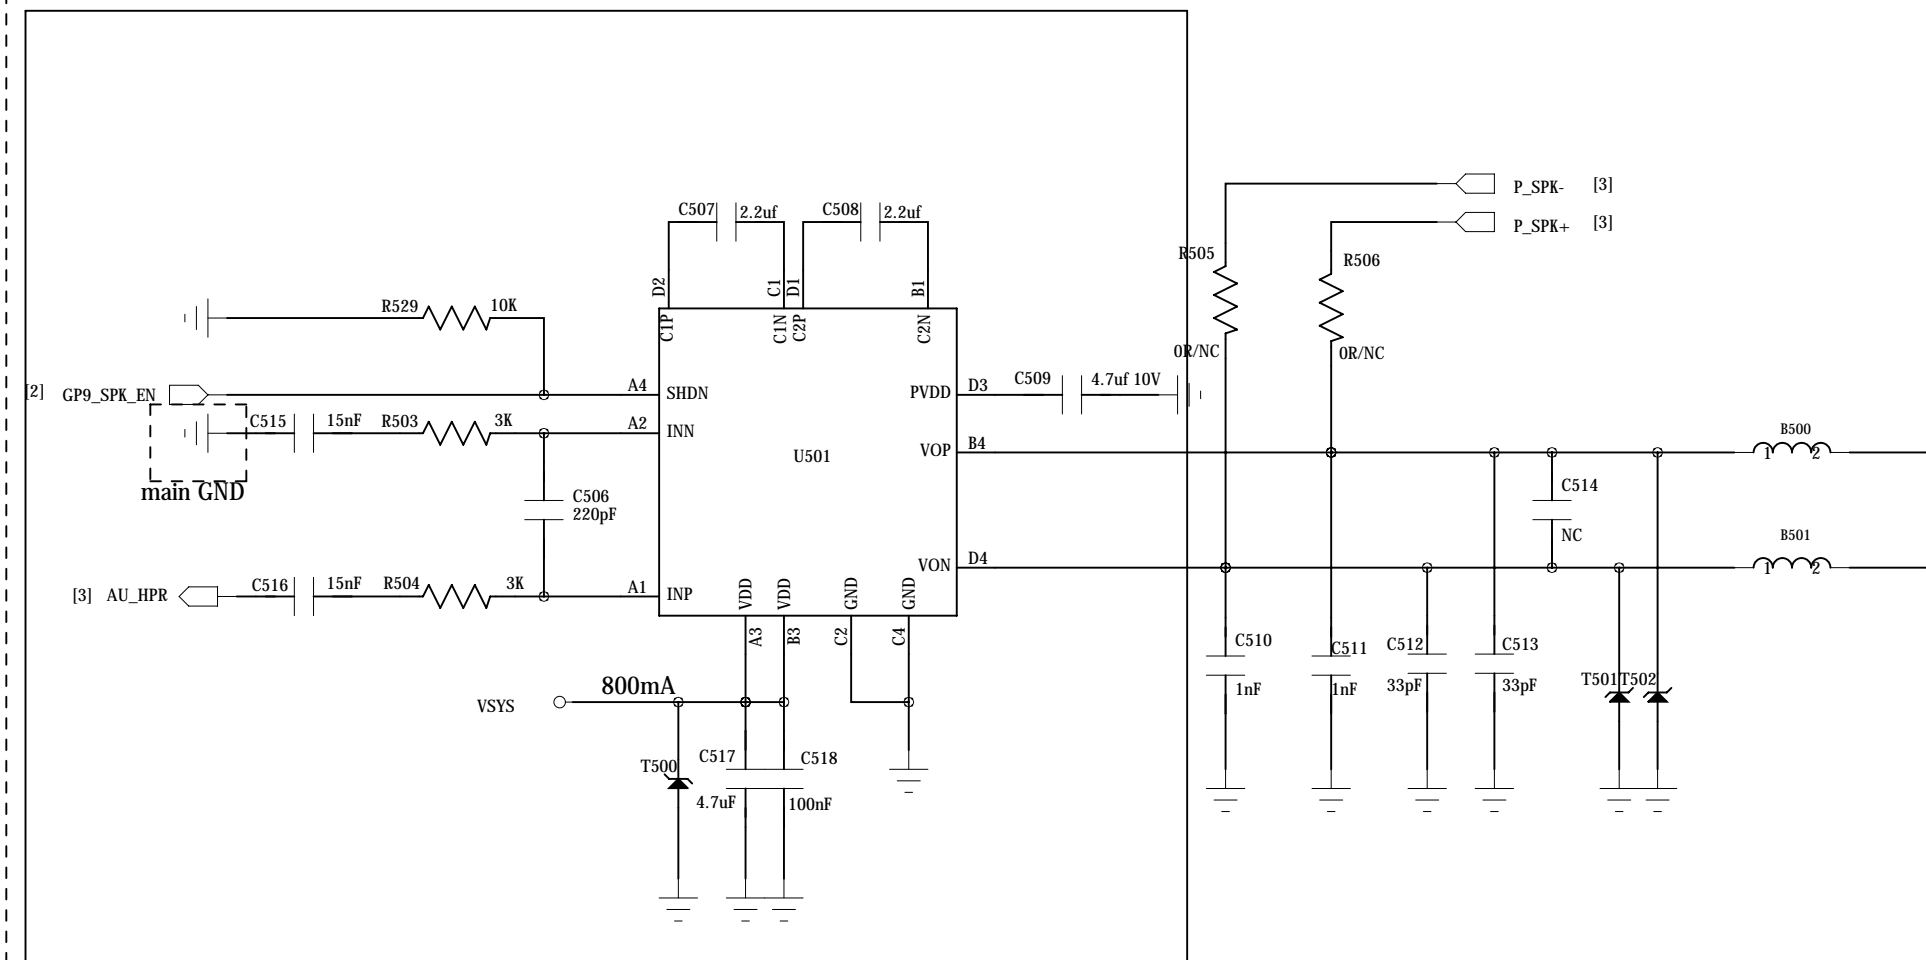 P_SPK- [3]
P_SPK+ [3]
C507 2.2uf C508 2.2uf
R505
R506
D2 C1 D1 B1
R529 10K
C1P C1N C2P C2N
0R/NC 0R/NC
[2] GP9_SPK_EN A4 SHDN PVDD D3 C509 4.7uf 10V
C515 15nF R503 3K A2 INN
B500
1 2
U501 VOP B4
main GND
C506
220pF
C514
NC
B501
1 2
VON D4
[3] AU_HPR C516 15nF R504 3K A1 INP
VDD VDD GND GND
A3 B3 C2 C4
C510
1nF
C511
1nF
C512
33pF
C513
33pF
T501 T502
800mA
VSYS
T500
C517
4.7uF
C518
100nF